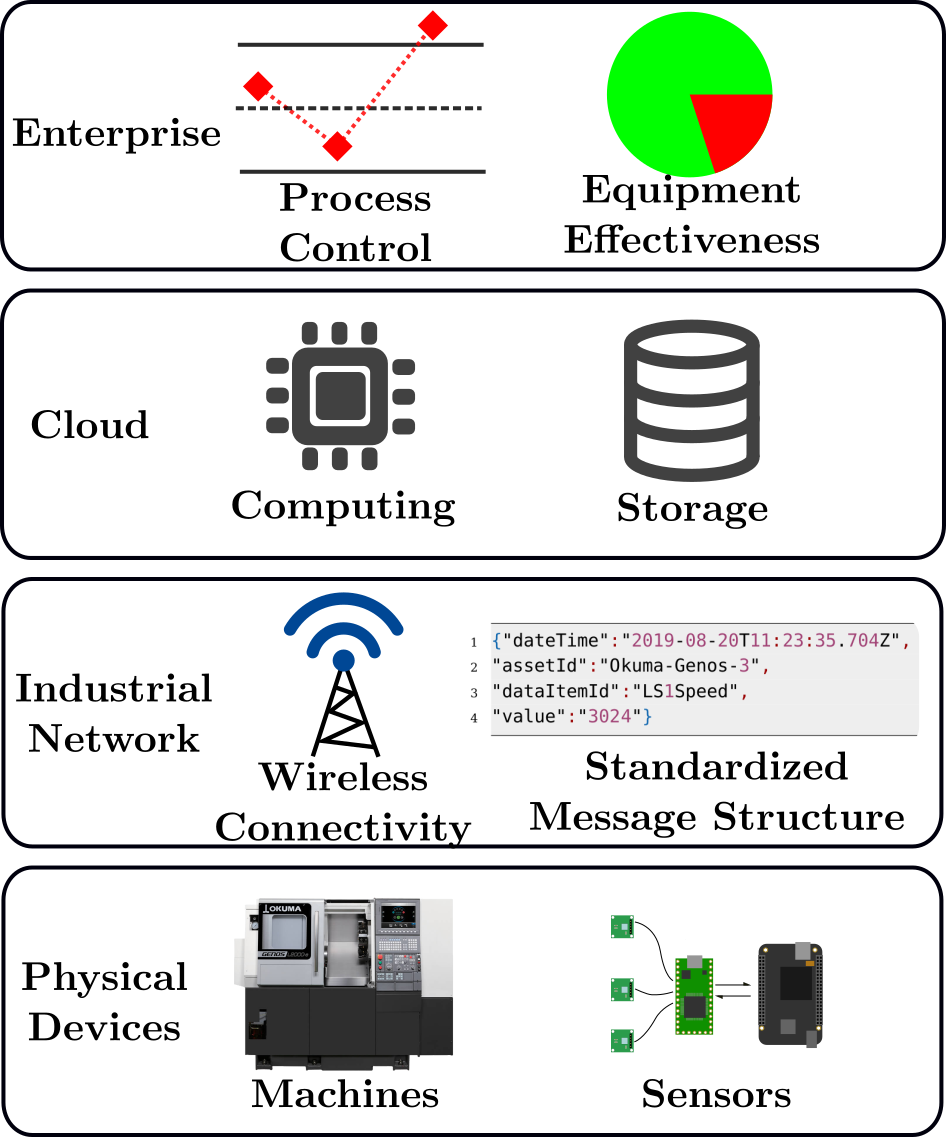 Enterprise
Process
Control
Equipment
Effectiveness
Cloud
Computing
Storage
Industrial
Network
Wireless
Connectivity
1 {"dateTime":"2019-08-20T11:23:35.704Z",
2 "assetId":"Okuma-Genos-3",
3 "dataItemId":"LS1Speed",
4 "value":"3024"}
Standardized
Message Structure
Physical
Devices
OKUMA
GENOS
Machines
Sensors